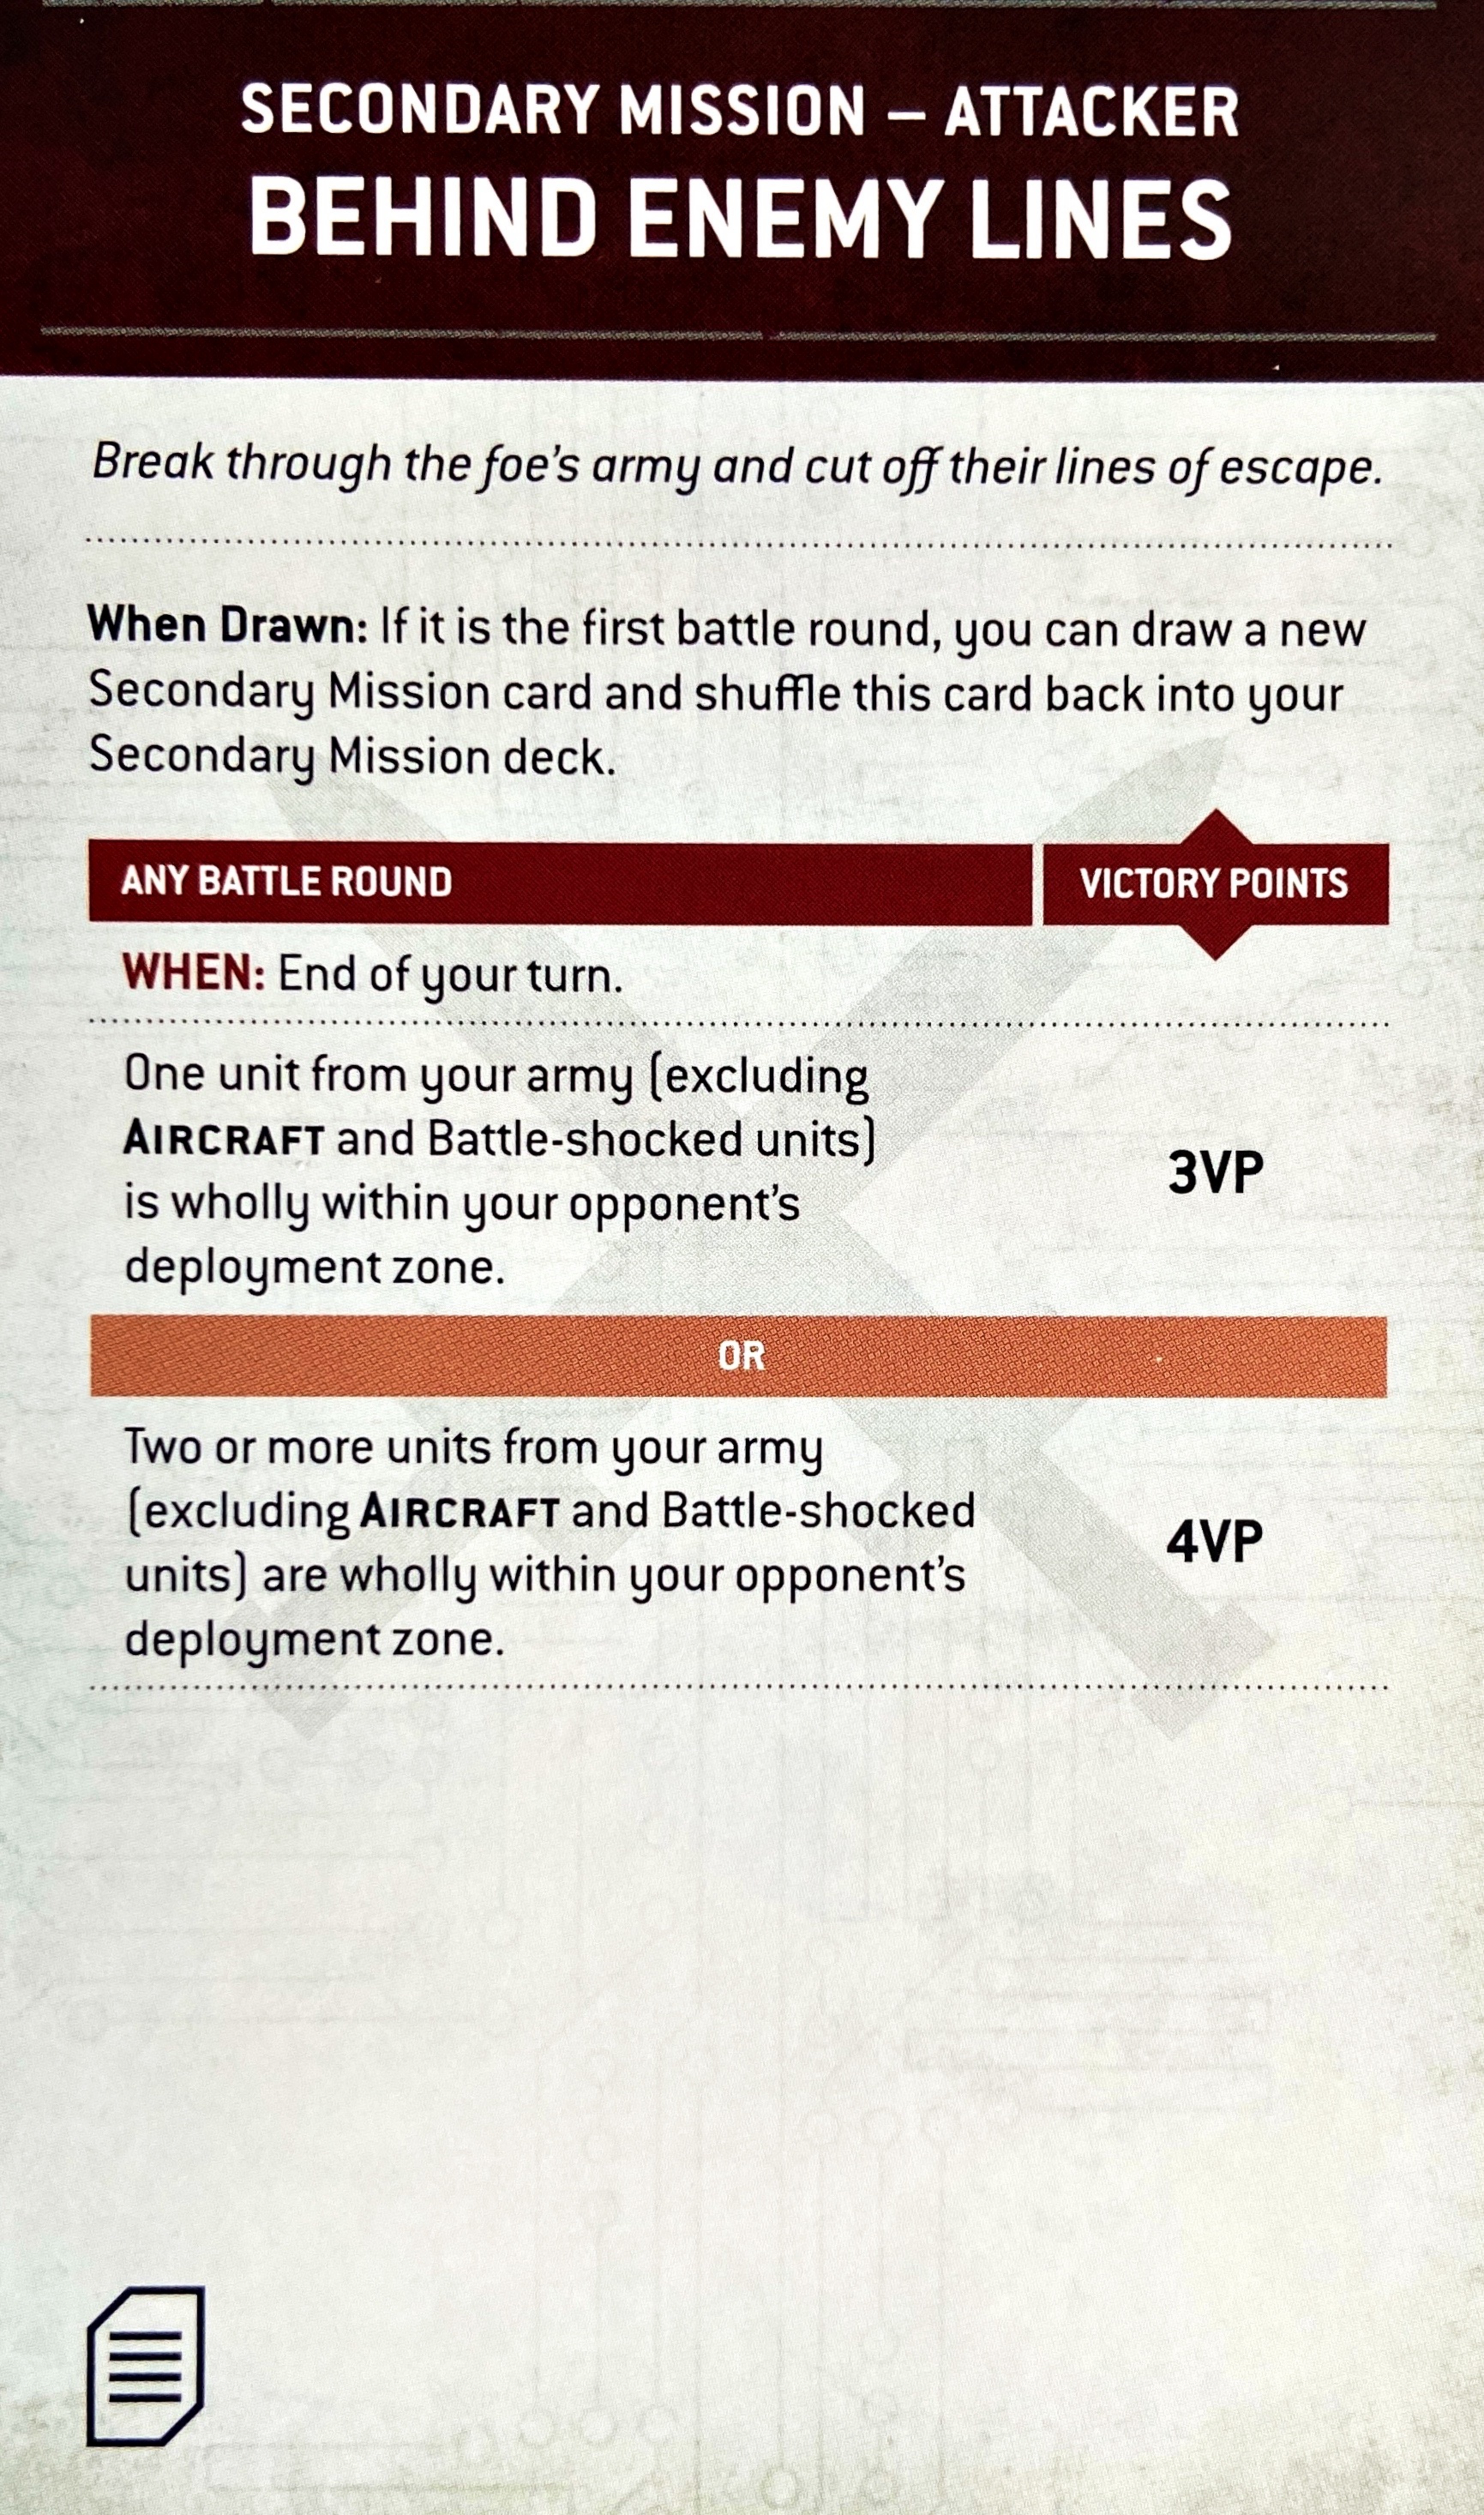 SECONDARY MISSION – ATTACKER
BEHIND ENEMY LINES
Break through the foe's army and cut off their lines of escape.
When Drawn: If it is the first battle round, you can draw a new
Secondary Mission card and shuffle this card back into your
Secondary Mission deck.
ANY BATTLE ROUND
VICTORY POINTS
WHEN: End of your turn.
One unit from your army (excluding
AIRCRAFT and Battle-shocked units)
is wholly within your opponent's
deployment zone.
3VP
OR
Two or more units from your army
(excluding AIRCRAFT and Battle-shocked
units) are wholly within your opponent's
deployment zone.
4VP